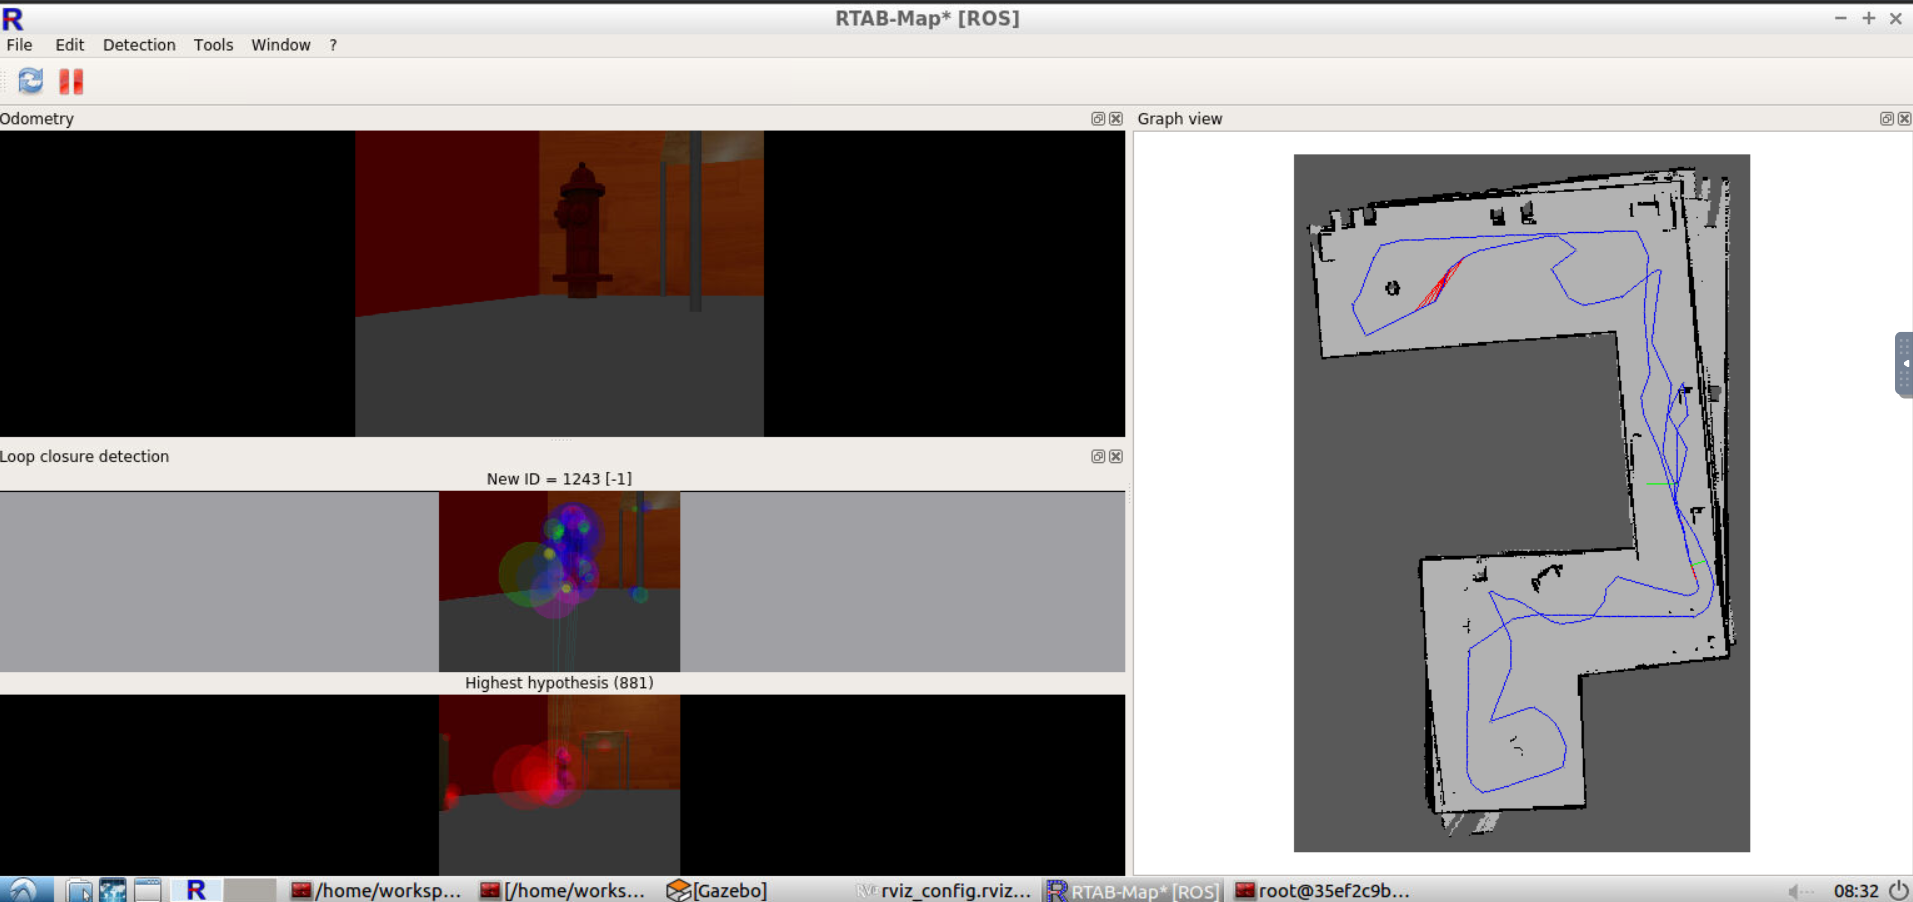 RTAB-Map* [ROS]
File Edit Detection Tools Window ?
Odometry
Graph view
Loop closure detection
New ID = 1243 [-1]
Highest hypothesis (881)
R /home/worksp... [/home/works... [Gazebo] rviz_config.rviz... RTAB-Map* [ROS] root@35ef2c9b... 08:32